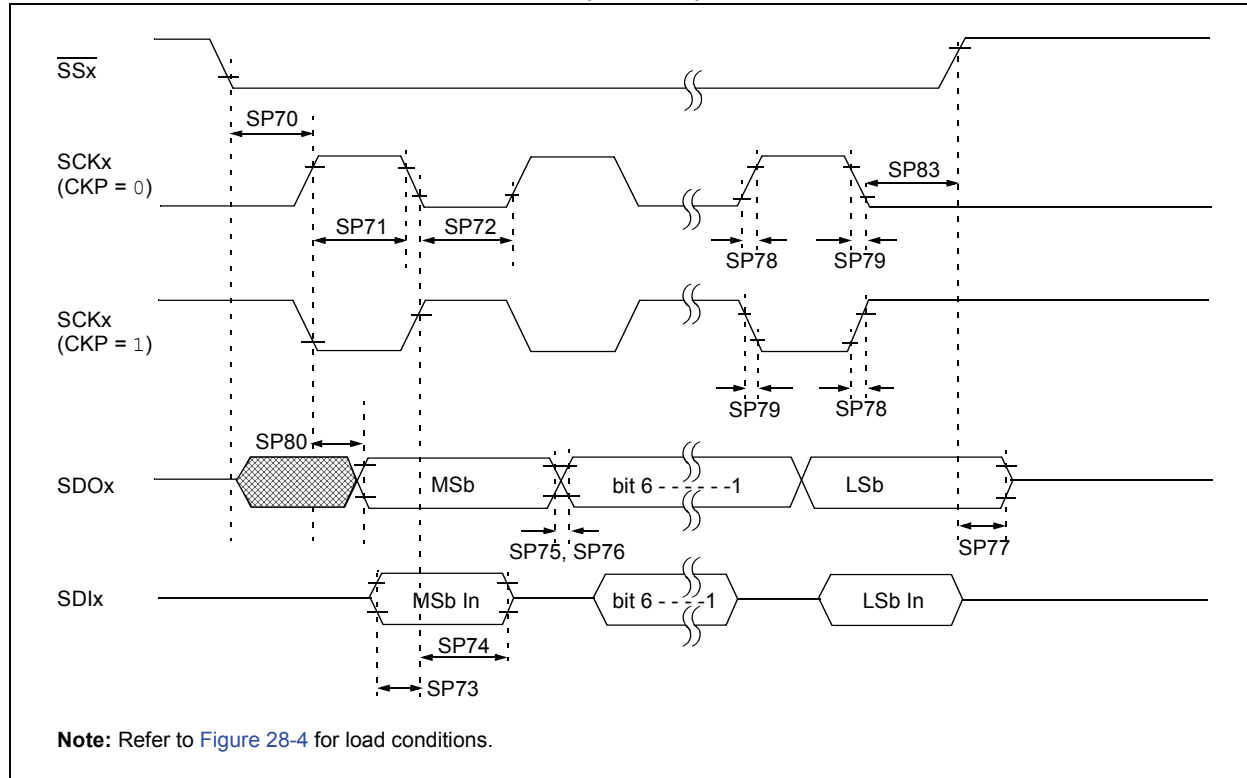 SSx
SP70
SCKx
(CKP = 0)
SP83
SP71
SP72
SP78
SP79
SCKx
(CKP = 1)
SP79
SP78
SP80
SDOx
MSb
bit 6 - - - - - -1
LSb
SP75, SP76
SP77
SDIx
MSb In
bit 6 - - - - -1
LSb In
SP74
SP73
Note: Refer to Figure 28-4 for load conditions.